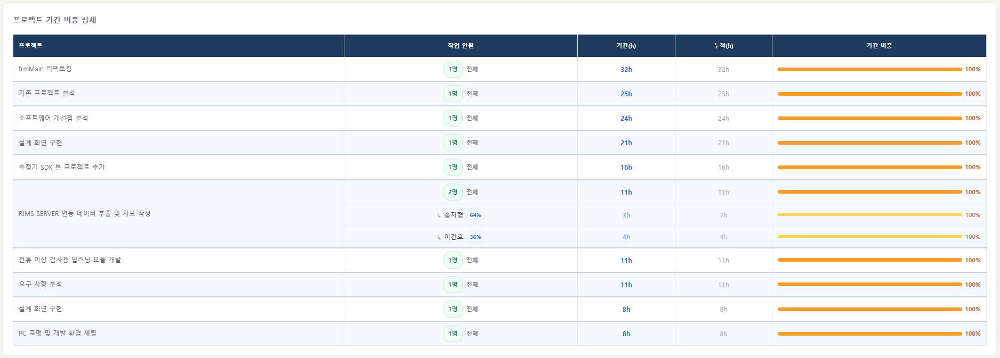 프로젝트 기간 비중 상세
프로젝트 작업 인원 기간(h) 누적(h) 기간 비중
frmMain 리팩토링 1명 전체 32h 32h 100%
기존 프로젝트 분석 1명 전체 25h 25h 100%
소프트웨어 개선점 분석 1명 전체 24h 24h 100%
설계 화면 구현 1명 전체 21h 21h 100%
측정기 SDK 본 프로젝트 추가 1명 전체 16h 16h 100%
RIMS SERVER 연동 데이터 추출 및 자료 작성 2명 전체 11h 11h 100%
↳ 송지형 64% 7h 7h 100%
↳ 이건호 36% 4h 4h 100%
전류 이상 검사용 딥러닝 모듈 개발 1명 전체 11h 11h 100%
요구 사항 분석 1명 전체 11h 11h 100%
설계 화면 구현 1명 전체 8h 8h 100%
PC 포맷 및 개발 환경 세팅 1명 전체 8h 8h 100%